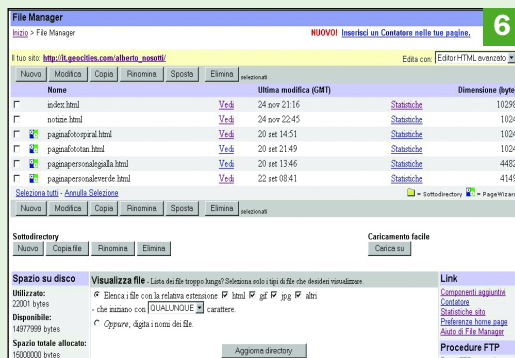 File Manager
6
Inizio > File Manager
NUOVO! Inserisci un Contatore nelle tue pagine.
Il tuo sito: http://it.geocities.com/alberto_nosotti/
Edita con: Editor HTML avanzato
Nuovo Modifica Copia Rinomina Sposta Elimina selezionati
Nome Ultima modifica (GMT) Dimensione (byte
index.html Vedi 24 nov 21:16 Statistiche 10298
notizie.html Vedi 24 nov 22:45 Statistiche 1024
paginafotospiral.html Vedi 20 set 14:51 Statistiche 1024
paginafototan.html Vedi 20 set 21:49 Statistiche 1024
paginapersonalegialla.html Vedi 20 set 13:46 Statistiche 4482
paginapersonaleverde.html Vedi 22 set 08:41 Statistiche 4149
Seleziona tutti - Annulla Selezione
= Sottodirectory = PageWizard
Nuovo Modifica Copia Rinomina Sposta Elimina selezionati
Sottodirectory Caricamento facile
Nuovo Copia file Rinomina Elimina Carica su
Spazio su disco
Utilizzato:
22001 bytes
Disponibile:
14977999 bytes
Spazio totale allocato:
15000000 bytes
Visualizza file - Lista dei file troppo lunga? Seleziona solo i tipi di file che desideri visualizzare.
Elenca i file con la relativa estensione html gif jpg altri
- che iniziano con QUALUNQUE carattere.
Oppure, digita i nomi dei file.
Aggiorna directory
Link
Componenti aggiuntivi
Contatore
Statistiche sito
Preferenze home page
Aiuto di File Manager
Procedure FTP